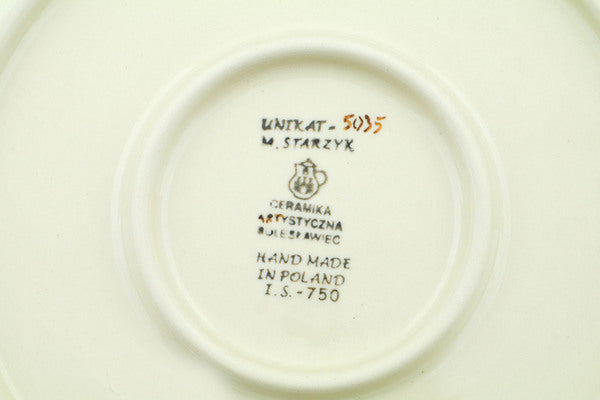 UNIKAT - 5035
M. STARZYK
CERAMIKA
ARTYSTYCZNA
BOLESŁAWIEC
HAND MADE
IN POLAND
I.S.-750